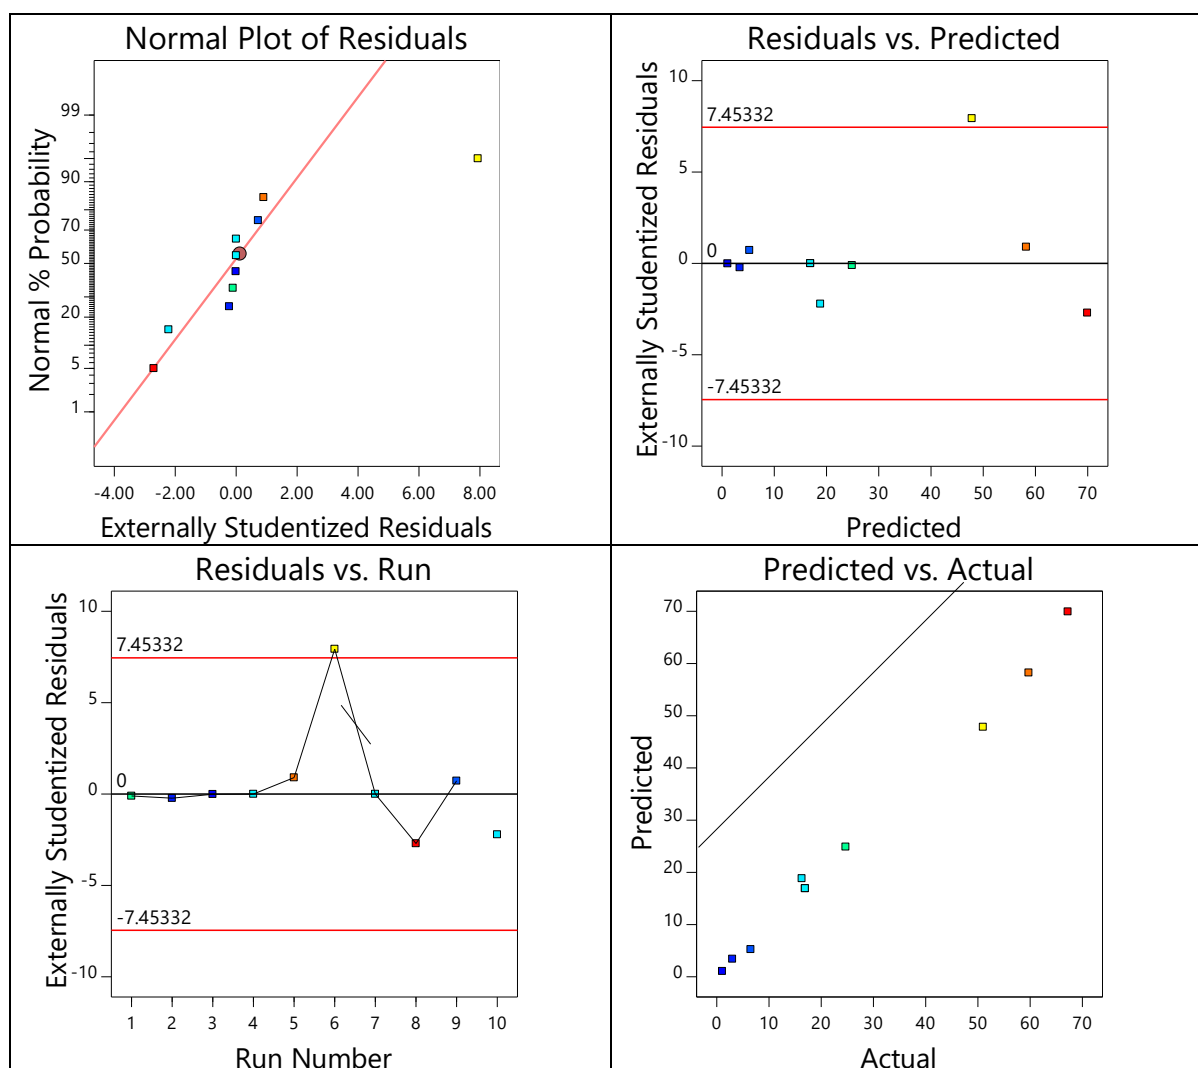 Normal Plot of Residuals
Normal % Probability
99
90
70
50
20
5
1
-4.00 -2.00 0.00 2.00 4.00 6.00 8.00
Externally Studentized Residuals
Residuals vs. Predicted
Externally Studentized Residuals
10
7.45332
5
0
0
-5
-7.45332
-10
0 10 20 30 40 50 60 70
Predicted
Residuals vs. Run
Externally Studentized Residuals
10
7.45332
5
0
0
-5
-7.45332
-10
1 2 3 4 5 6 7 8 9 10
Run Number
Predicted vs. Actual
Predicted
70
60
50
40
30
20
10
0
0 10 20 30 40 50 60 70
Actual